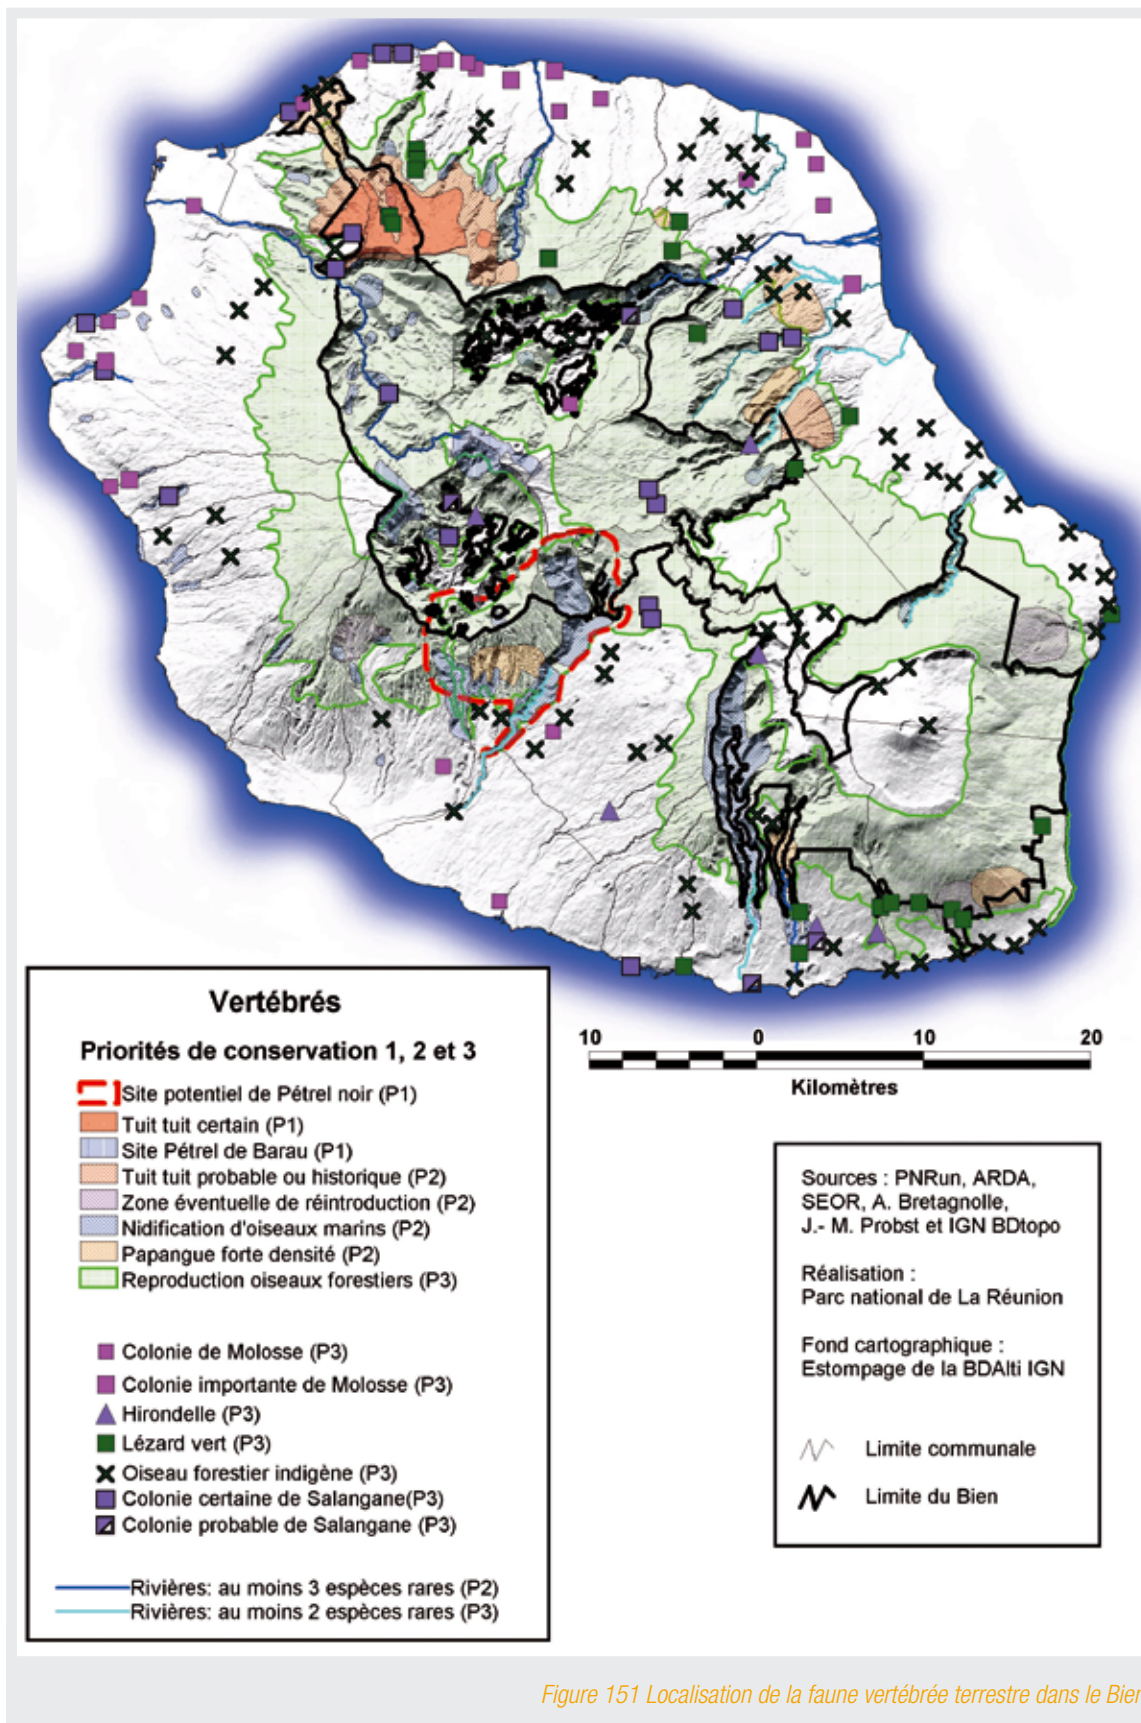 10 0 10 20
Kilomètres
Vertébrés
Priorités de conservation 1, 2 et 3
Site potentiel de Pétrel noir (P1)
Tuit tuit certain (P1)
Site Pétrel de Barau (P1)
Tuit tuit probable ou historique (P2)
Zone éventuelle de réintroduction (P2)
Nidification d'oiseaux marins (P2)
Papangue forte densité (P2)
Reproduction oiseaux forestiers (P3)
Colonie de Molosse (P3)
Colonie importante de Molosse (P3)
Hirondelle (P3)
Lézard vert (P3)
Oiseau forestier indigène (P3)
Colonie certaine de Salangane(P3)
Colonie probable de Salangane (P3)
Rivières: au moins 3 espèces rares (P2)
Rivières: au moins 2 espèces rares (P3)
Sources : PNRun, ARDA,
SEOR, A. Bretagnolle,
J.- M. Probst et IGN BDtopo
Réalisation :
Parc national de La Réunion
Fond cartographique :
Estompage de la BDAlti IGN
Limite communale
Limite du Bien
Figure 151 Localisation de la faune vertébrée terrestre dans le Bien